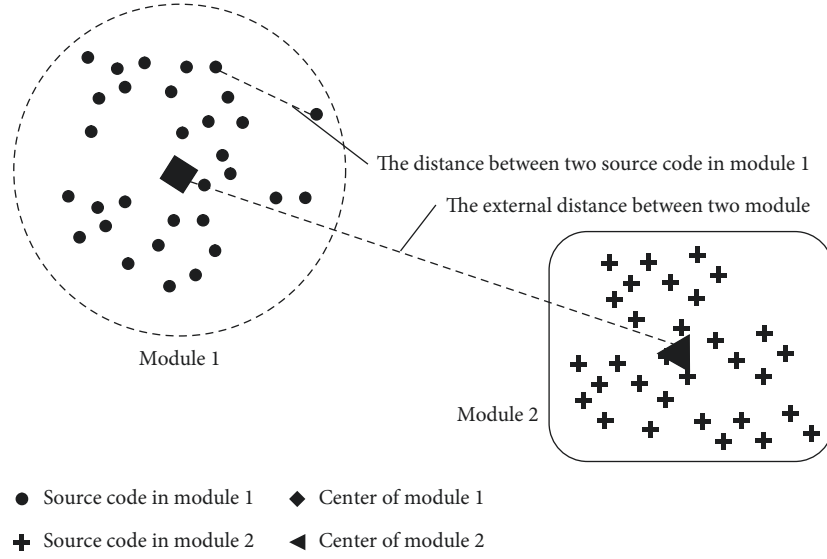 The distance between two source code in module 1
The external distance between two module
Module 1
Module 2
Source code in module 1
Center of module 1
Source code in module 2
Center of module 2